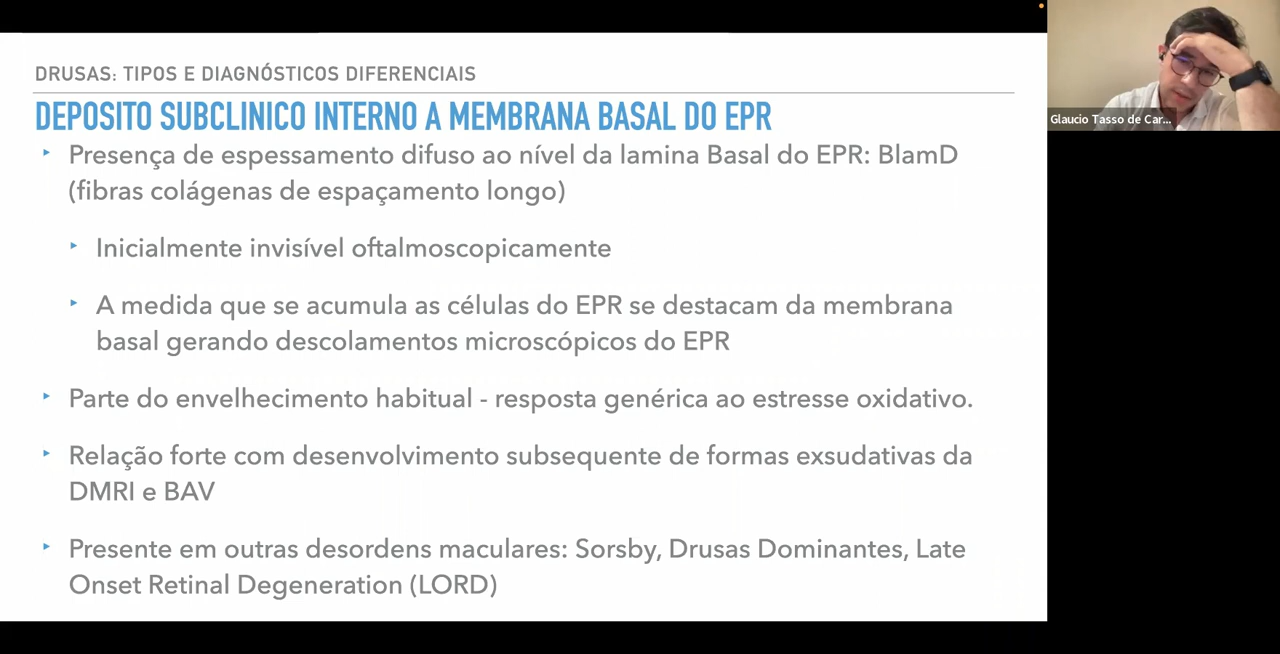 DRUSAS: TIPOS E DIAGNÓSTICOS DIFERENCIAIS
DEPOSITO SUBCLINICO INTERNO A MEMBRANA BASAL DO EPR
Presença de espessamento difuso ao nível da lamina Basal do EPR: BlamD
(fibras colágenas de espaçamento longo)
Inicialmente invisível oftalmoscopicamente
A medida que se acumula as células do EPR se destacam da membrana
basal gerando descolamentos microscópicos do EPR
Parte do envelhecimento habitual - resposta genérica ao estresse oxidativo.
Relação forte com desenvolvimento subsequente de formas exsudativas da
DMRI e BAV
Presente em outras desordens maculares: Sorsby, Drusas Dominantes, Late
Onset Retinal Degeneration (LORD)
Glaucio Tasso de Car...